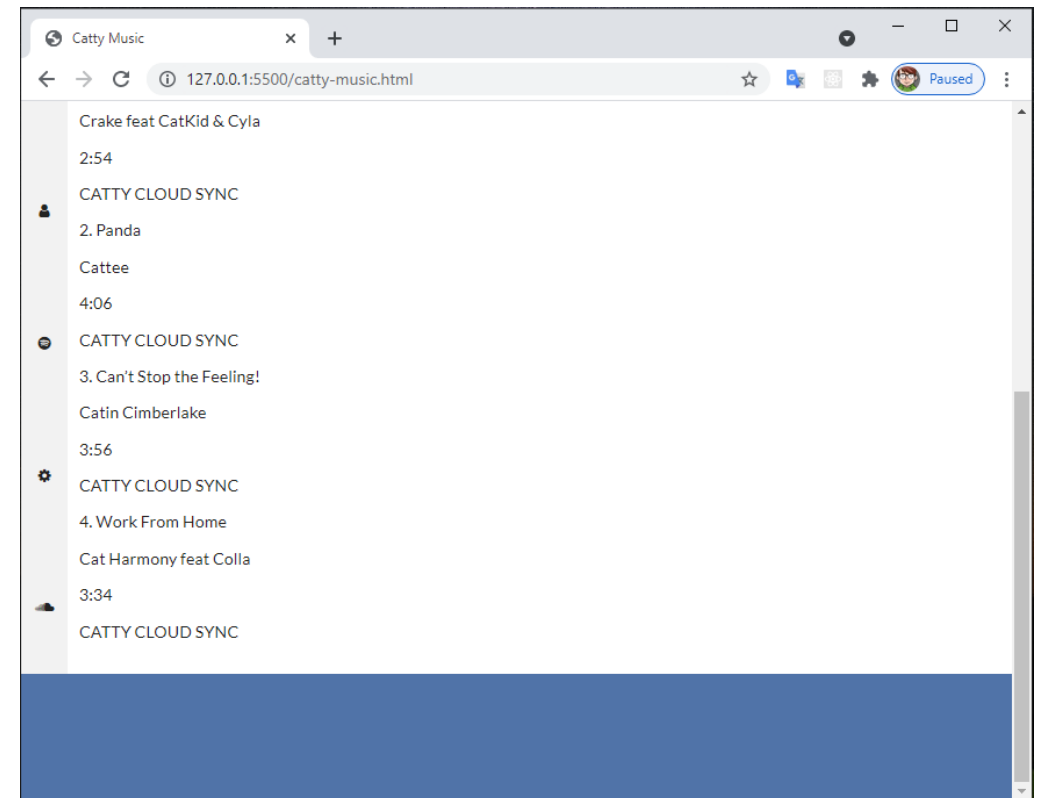 Catty Music
127.0.0.1:5500/catty-music.html
Paused
Crake feat CatKid & Cyla
2:54
CATTY CLOUD SYNC
2. Panda
Cattee
4:06
CATTY CLOUD SYNC
3. Can't Stop the Feeling!
Catin Cimberlake
3:56
CATTY CLOUD SYNC
4. Work From Home
Cat Harmony feat Colla
3:34
CATTY CLOUD SYNC